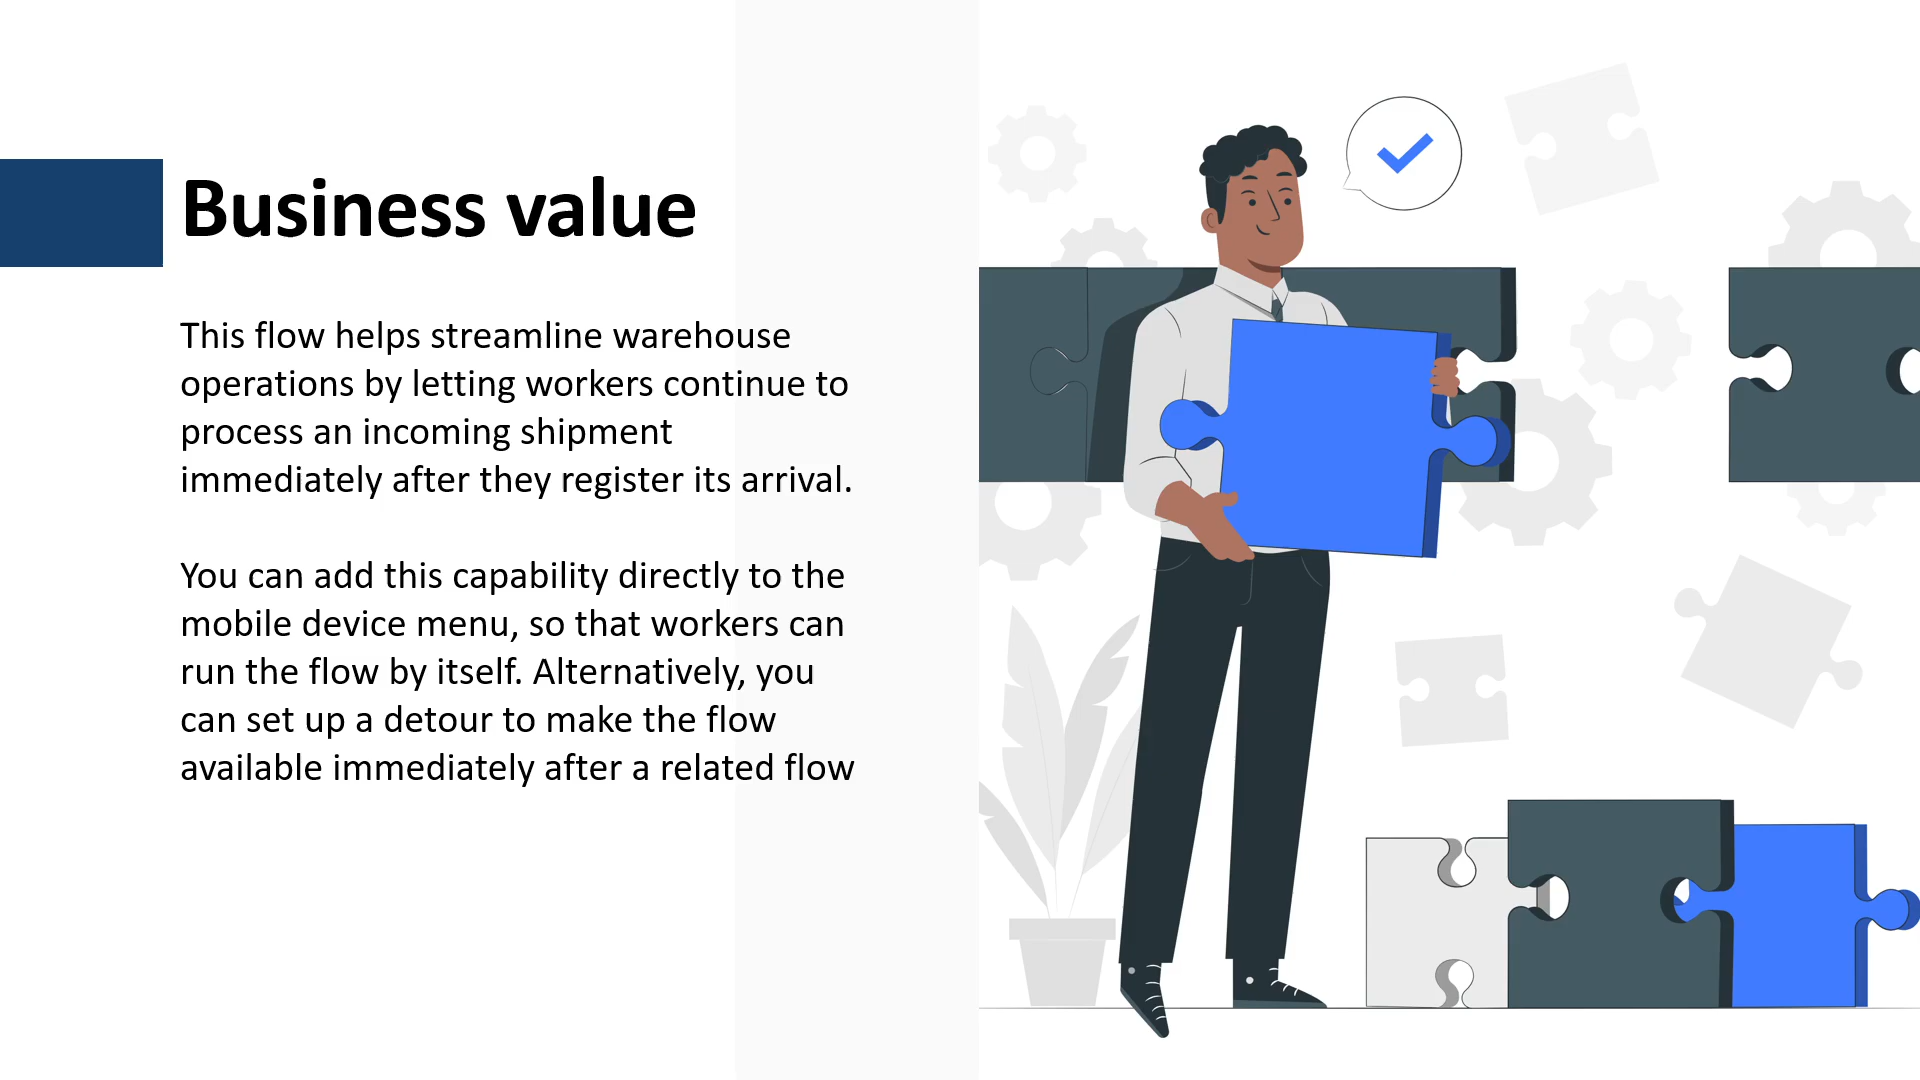 Business value
This flow helps streamline warehouse
operations by letting workers continue to
process an incoming shipment
immediately after they register its arrival.
You can add this capability directly to the
mobile device menu, so that workers can
run the flow by itself. Alternatively, you
can set up a detour to make the flow
available immediately after a related flow